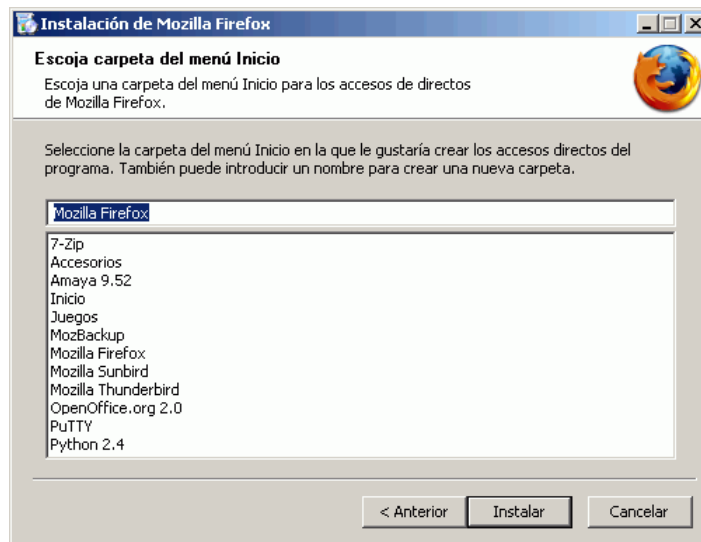 Instalación de Mozilla Firefox
Escoja carpeta del menú Inicio
Escoja una carpeta del menú Inicio para los accesos de directos
de Mozilla Firefox.
Seleccione la carpeta del menú Inicio en la que le gustaría crear los accesos directos del
programa. También puede introducir un nombre para crear una nueva carpeta.
Mozilla Firefox
7-Zip
Accesorios
Amaya 9.52
Inicio
Juegos
MozBackup
Mozilla Firefox
Mozilla Sunbird
Mozilla Thunderbird
OpenOffice.org 2.0
PuTTY
Python 2.4
< Anterior
Instalar
Cancelar